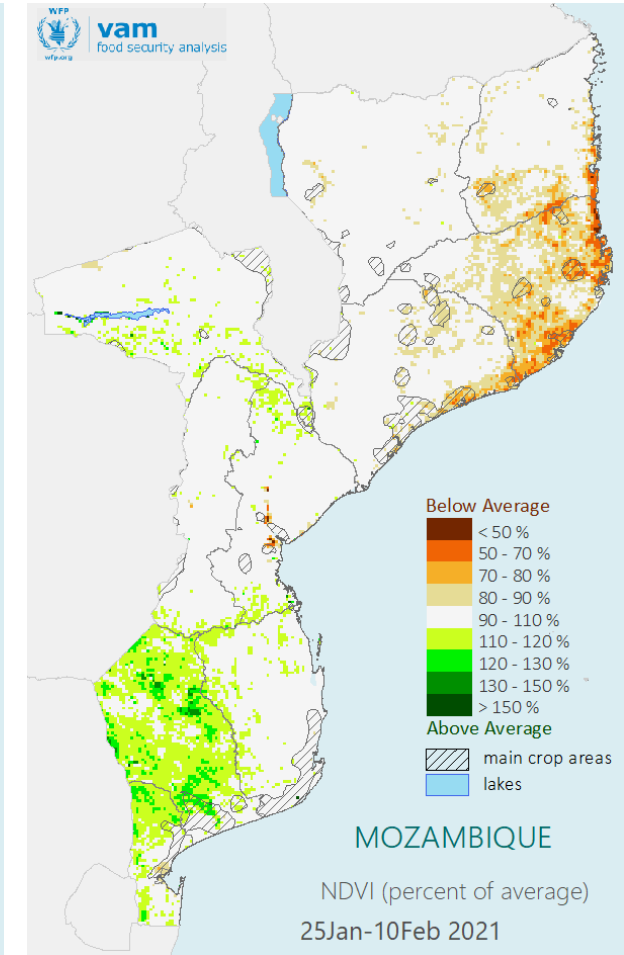 WFP
vam
food security analysis
wfp.org
Below Average
< 50 %
50 - 70 %
70 - 80 %
80 - 90 %
90 - 110 %
110 - 120 %
120 - 130 %
130 - 150 %
> 150 %
Above Average
main crop areas
lakes
MOZAMBIQUE
NDVI (percent of average)
25Jan-10Feb 2021